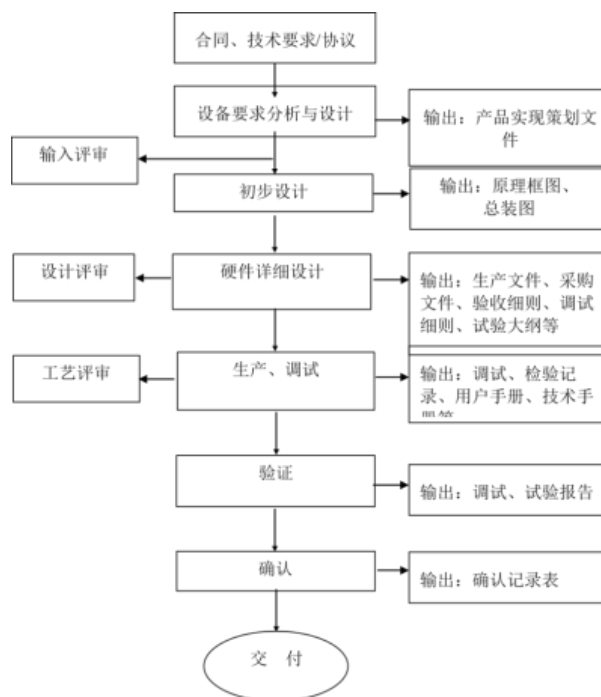 合同、技术要求/协议
设备要求分析与设计
输出：产品实现策划文
件
输入评审
初步设计
输出：原理框图、
总装图
设计评审
硬件详细设计
输出：生产文件、采购
文件、验收细则、调试
细则、试验大纲等
工艺评审
生产、调试
输出：调试、检验记
录、用户手册、技术手
验证
输出：调试、试验报告
确认
输出：确认记录表
交 付